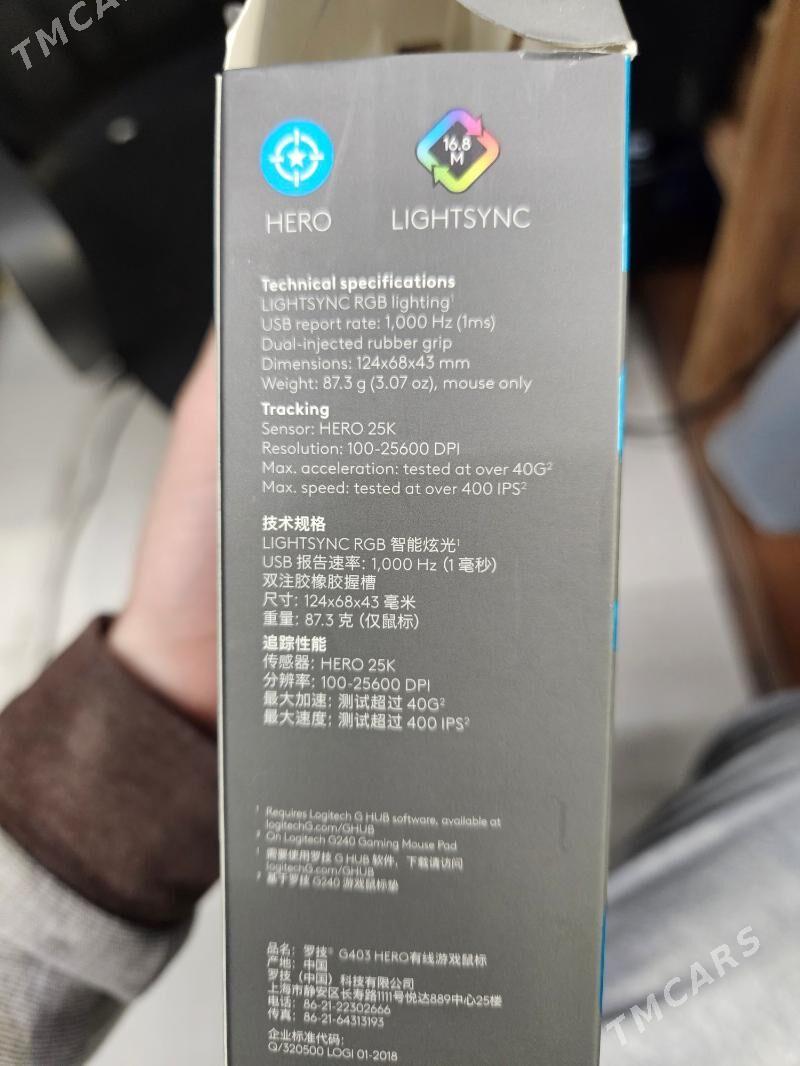 TMCARS
16.8
M
HERO
LIGHTSYNC
Technical specifications
LIGHTSYNC RGB lighting¹
USB report rate: 1,000 Hz (1ms)
Dual-injected rubber grip
Dimensions: 124x68x43 mm
Weight: 87.3 g (3.07 oz), mouse only
Tracking
Sensor: HERO 25K
Resolution: 100-25600 DPI
Max. acceleration: tested at over 40G²
Max. speed: tested at over 400 IPS²
技术规格
LIGHTSYNC RGB 智能炫光¹
USB 报告速率: 1,000 Hz (1 毫秒)
双注胶橡胶握槽
尺寸: 124x68x43 毫米
重量: 87.3 克 (仅鼠标)
追踪性能
传感器: HERO 25K
分辨率: 100-25600 DPI
最大加速: 测试超过 40G²
最大速度: 测试超过 400 IPS²
¹ Requires Logitech G HUB software, available at
logitechG.com/GHUB
² On Logitech G240 Gaming Mouse Pad
¹ 需要使用罗技 G HUB 软件，下载请访问
logitechG.com/GHUB
² 基于罗技 G240 游戏鼠标垫
品名: 罗技® G403 HERO有线游戏鼠标
产地: 中国
罗技（中国）科技有限公司
上海市静安区长寿路1111号悦达889中心25楼
电话: 86-21-22302666
传真: 86-21-64313193
企业标准代码:
Q/320500 LOGI 01-2018
TMCARS